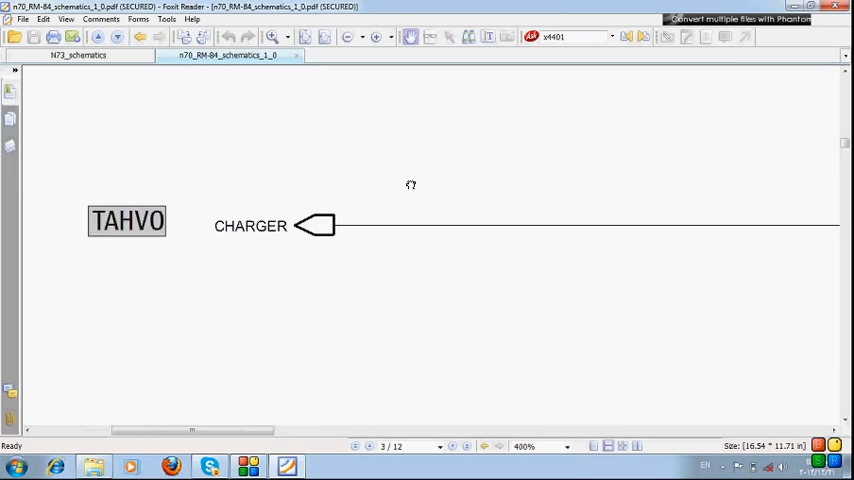 n70_RM-84_schematics_1_0.pdf (SECURED) - Foxit Reader - [n70_RM-84_schematics_1_0.pdf (SECURED)]
File Edit View Comments Forms Tools Help
Convert multiple files with Phantom
Ask x4401
N73_schematics n70_RM-84_schematics_1_0
TAHVO CHARGER
Ready 3 / 12 400% Size: [16.54 * 11.71 in]
EN